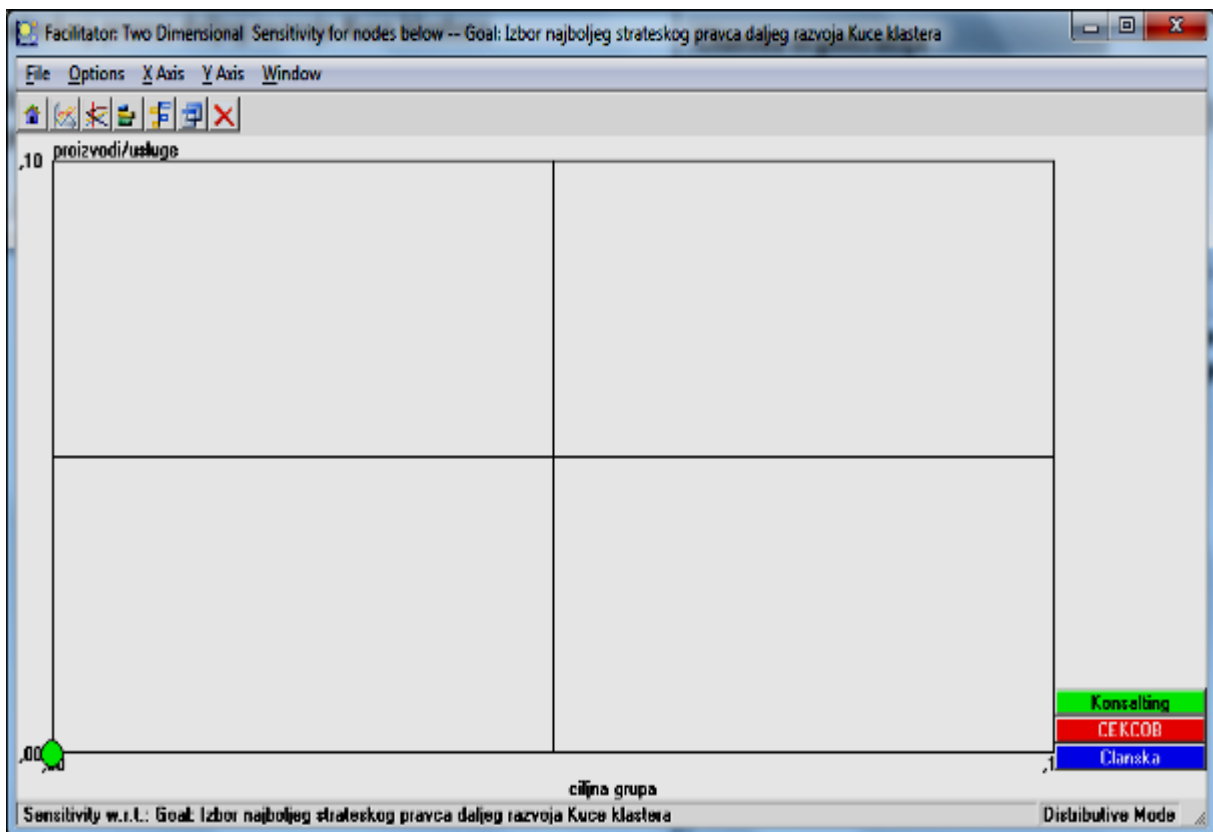 Facilitator: Two Dimensional Sensitivity for nodes below -- Goal: Izbor najboljeg strateskog pravca daljeg razvoja Kuce klastera
File Options X Axis Y Axis Window
proizvodi/usluge
,10
Konsalting
CEKCOB
Clanska
,00
,1
ciljna grupa
Sensitivity w.r.t.: Goal: Izbor najboljeg strateskog pravca daljeg razvoja Kuce klastera Distributive Mode